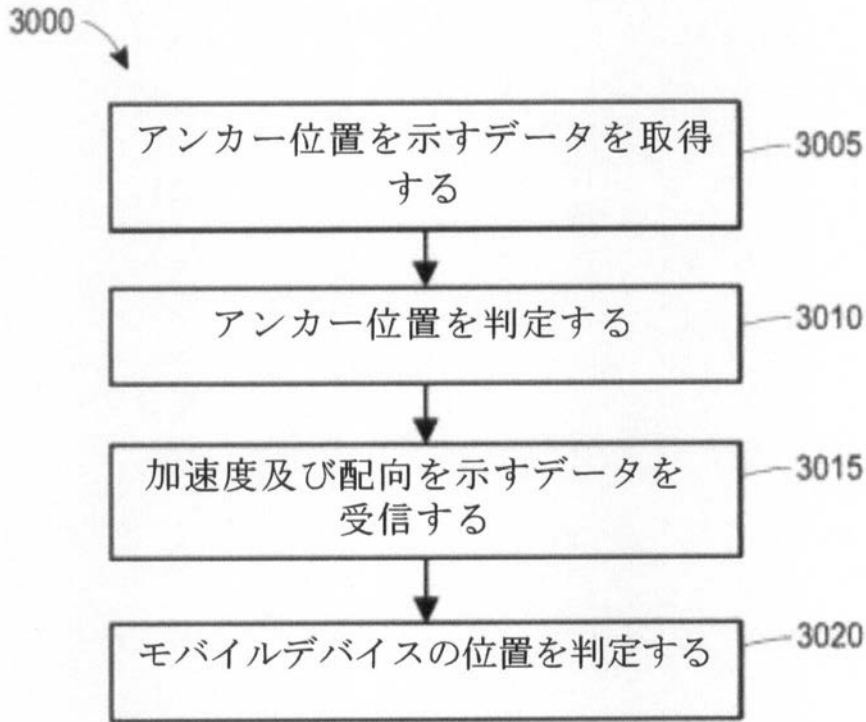 3000
アンカー位置を示すデータを取得
する
3005
アンカー位置を判定する
3010
加速度及び配向を示すデータを
受信する
3015
モバイルデバイスの位置を判定する
3020